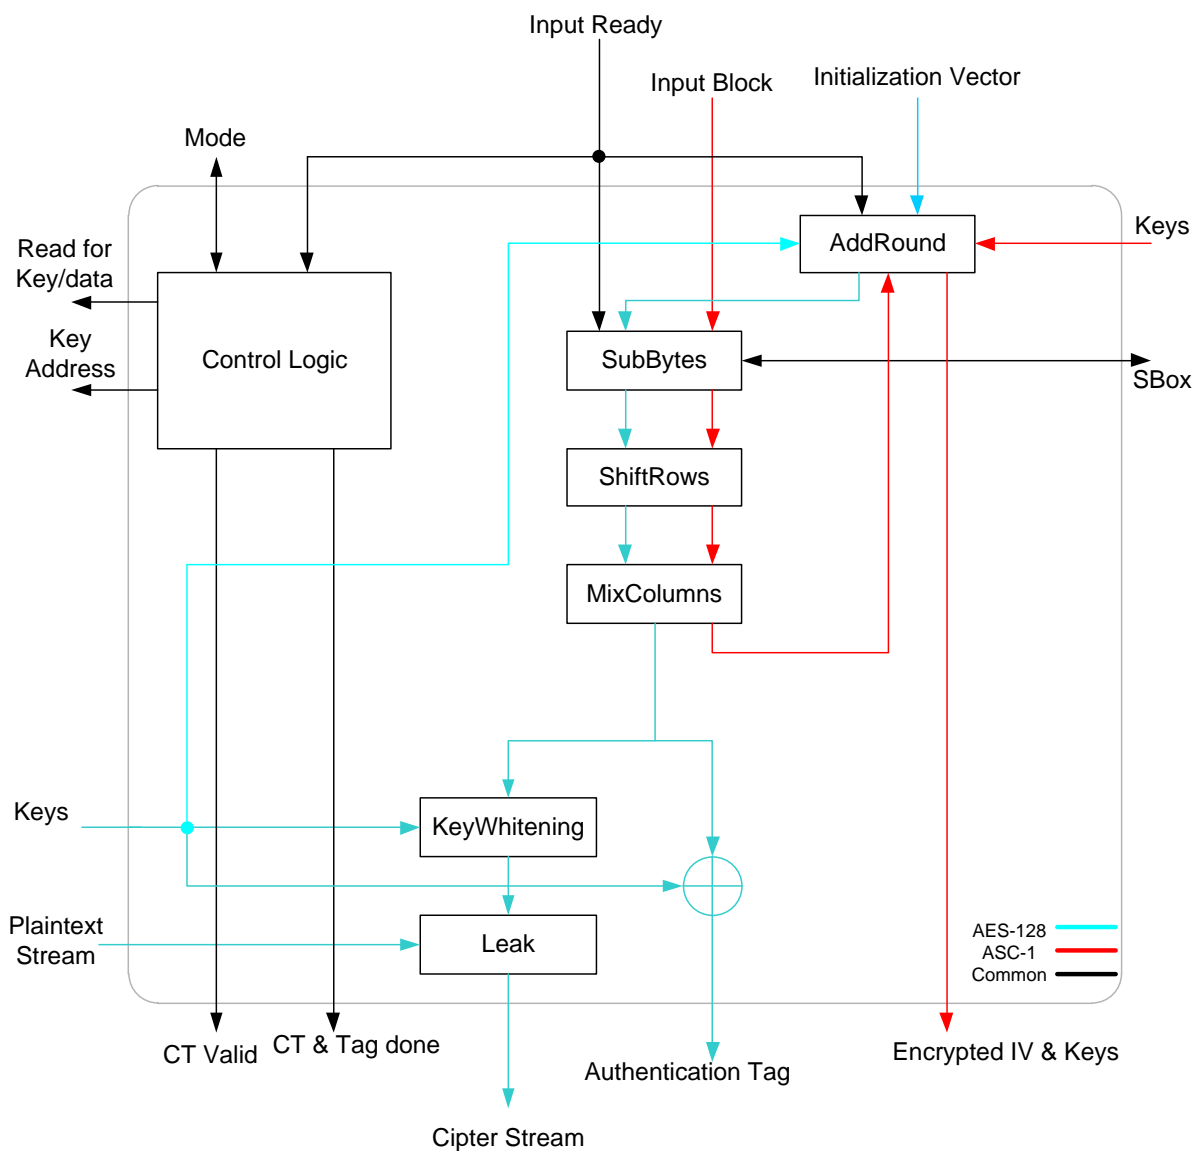 Input Ready
Input Block
Initialization Vector
Mode
AddRound
Keys
Read for
Key/data
Key
Address
Control Logic
SubBytes
SBox
ShiftRows
MixColumns
Keys
KeyWhitening
Plaintext
Stream
Leak
AES-128
ASC-1
Common
CT Valid
CT & Tag done
Authentication Tag
Encrypted IV & Keys
Cipter Stream